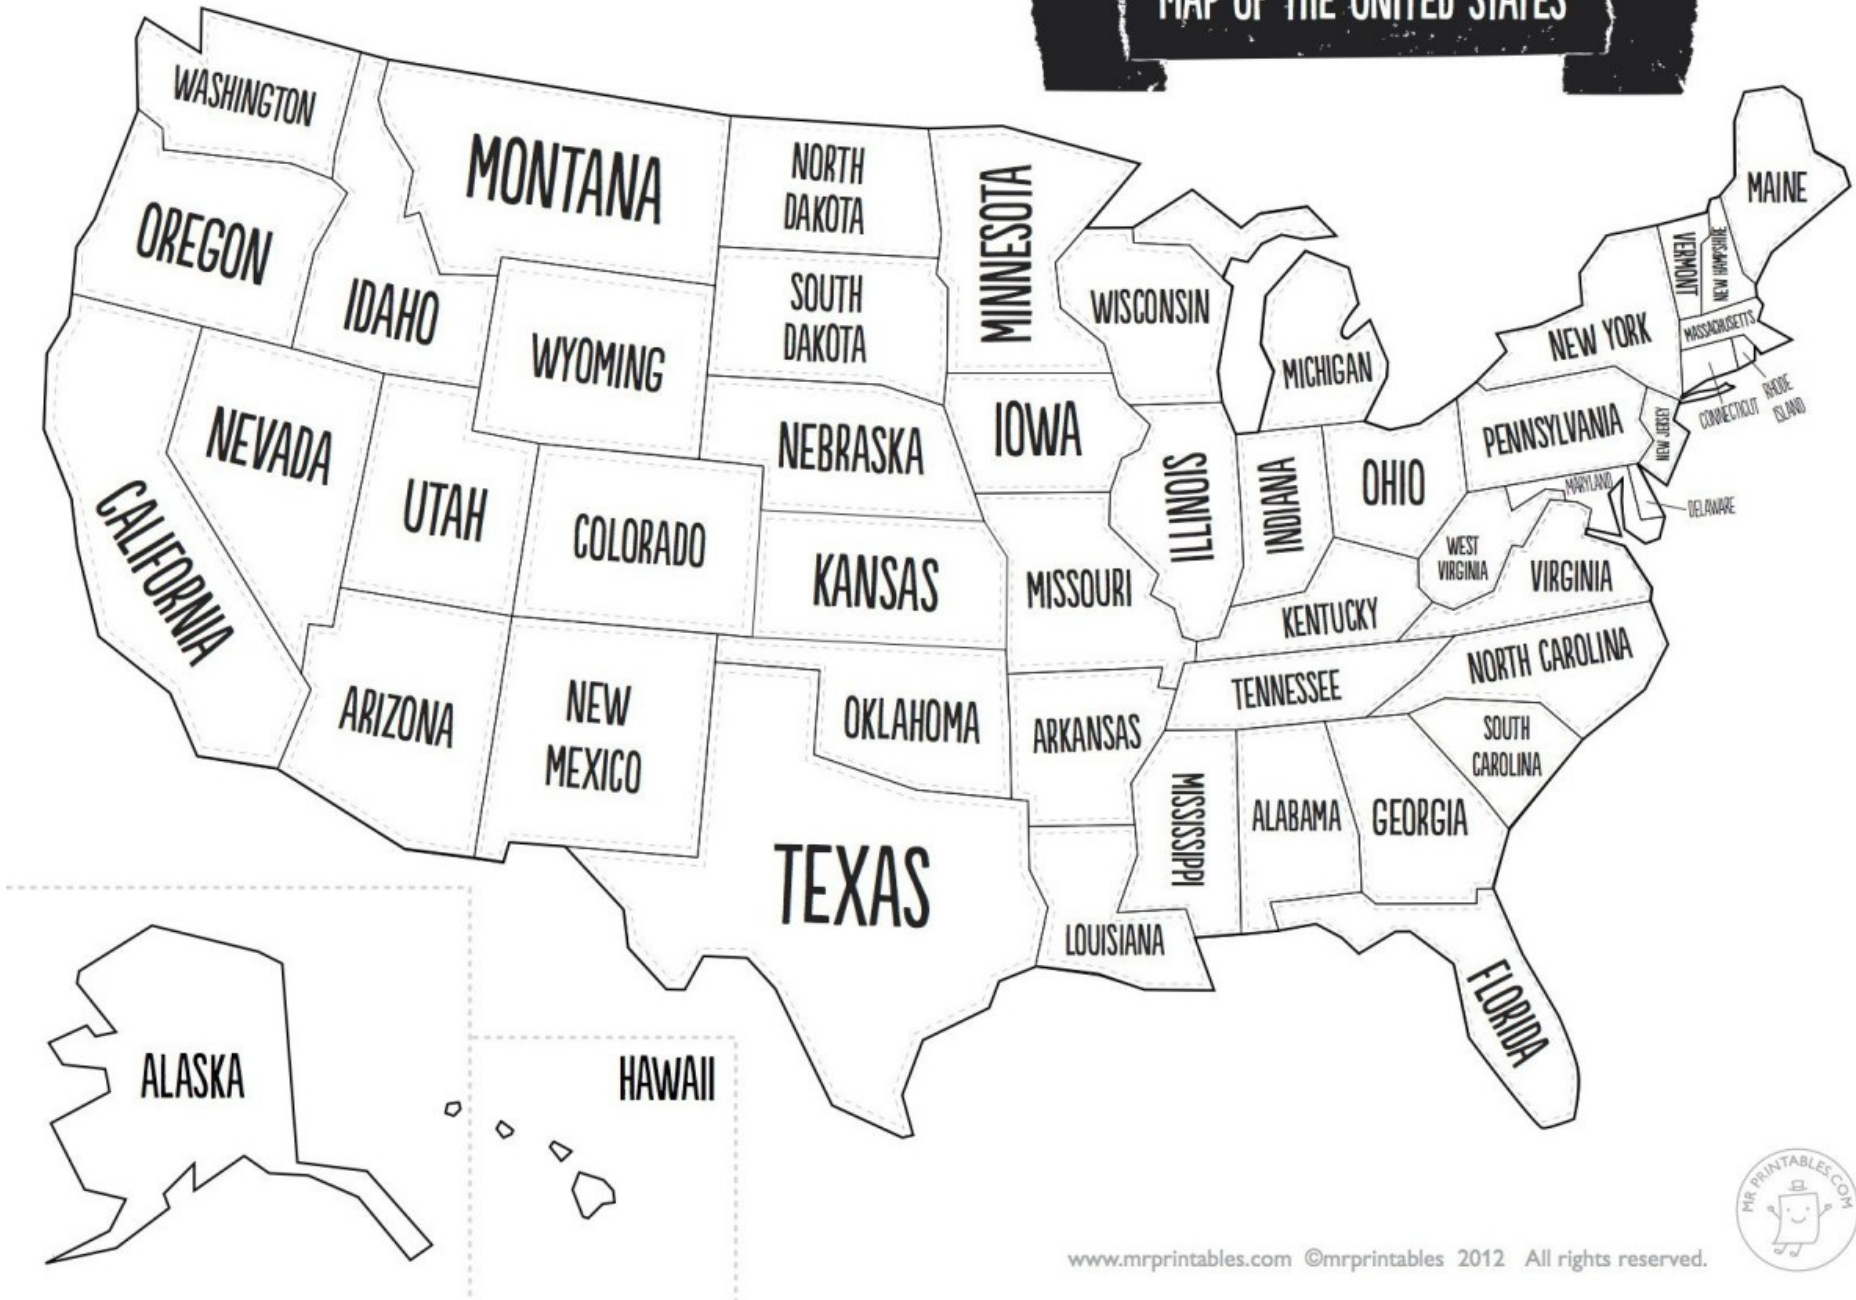 MAP OF THE UNITED STATES
WASHINGTON
MONTANA
NORTH
DAKOTA
MINNESOTA
MAINE
OREGON
IDAHO
WYOMING
SOUTH
DAKOTA
WISCONSIN
MICHIGAN
VERMONT
NEW HAMPSHIRE
NEW YORK
MASSACHUSETTS
CONNECTICUT
RHODE
ISLAND
NEVADA
UTAH
COLORADO
NEBRASKA
IOWA
ILLINOIS
INDIANA
OHIO
PENNSYLVANIA
NEW JERSEY
MARYLAND
DELAWARE
CALIFORNIA
KANSAS
MISSOURI
KENTUCKY
WEST
VIRGINIA
VIRGINIA
ARIZONA
NEW
MEXICO
OKLAHOMA
ARKANSAS
TENNESSEE
NORTH CAROLINA
SOUTH
CAROLINA
TEXAS
LOUISIANA
MISSISSIPPI
ALABAMA
GEORGIA
FLORIDA
ALASKA
HAWAII
MR PRINTABLES.COM
www.mrprintables.com ©mrprintables 2012 All rights reserved.